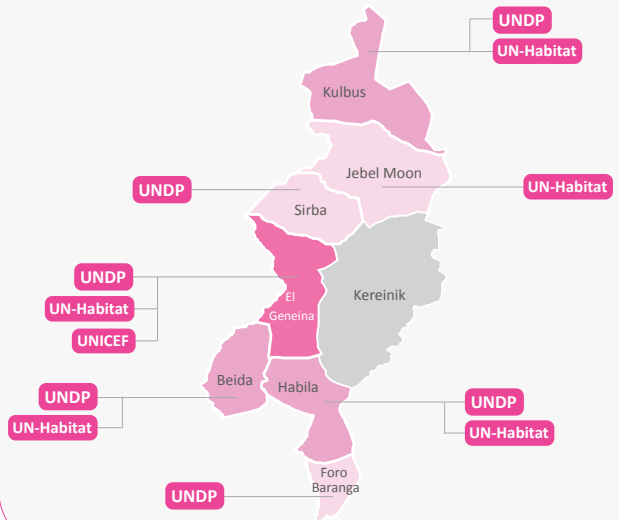 UNDP
UN-Habitat
Kulbus
Jebel Moon
UNDP
UN-Habitat
Sirba
UNDP
El
Geneina
Kereinik
UN-Habitat
UNICEF
Beida
Habila
UNDP
UN-Habitat
UNDP
UN-Habitat
Foro
Baranga
UNDP